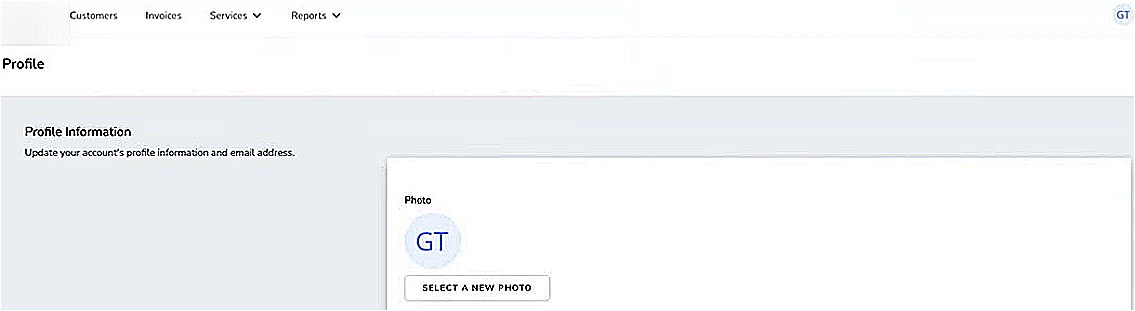 Customers Invoices Services Reports GT
Profile
Profile Information
Update your account's profile information and email address.
Photo
GT
SELECT A NEW PHOTO